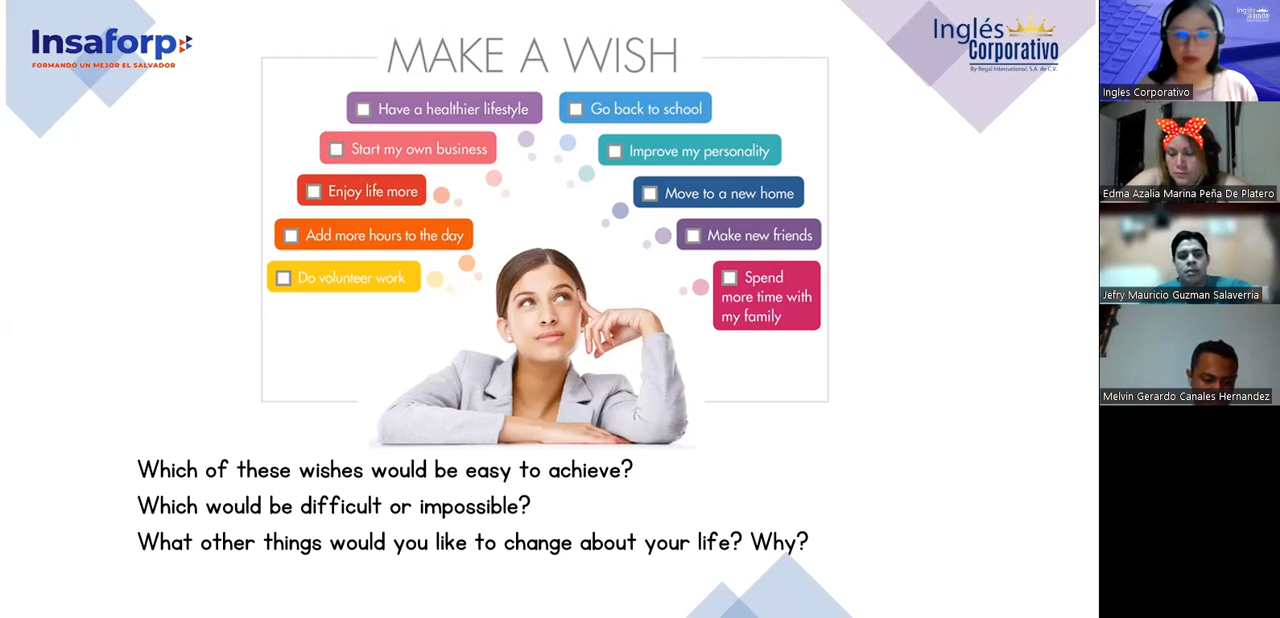 Insaforp
FORMANDO UN MEJOR EL SALVADOR
Inglés
Corporativo
By Regal International, S.A. de C.V.
MAKE A WISH
Have a healthier lifestyle
Go back to school
Start my own business
Improve my personality
Enjoy life more
Move to a new home
Add more hours to the day
Make new friends
Do volunteer work
Spend
more time with
my family
Which of these wishes would be easy to achieve?
Which would be difficult or impossible?
What other things would you like to change about your life? Why?
Ingles Corporativo
Edma Azalia Marina Peña De Platero
Jefry Mauricio Guzman Salaverria
Melvin Gerardo Canales Hernandez